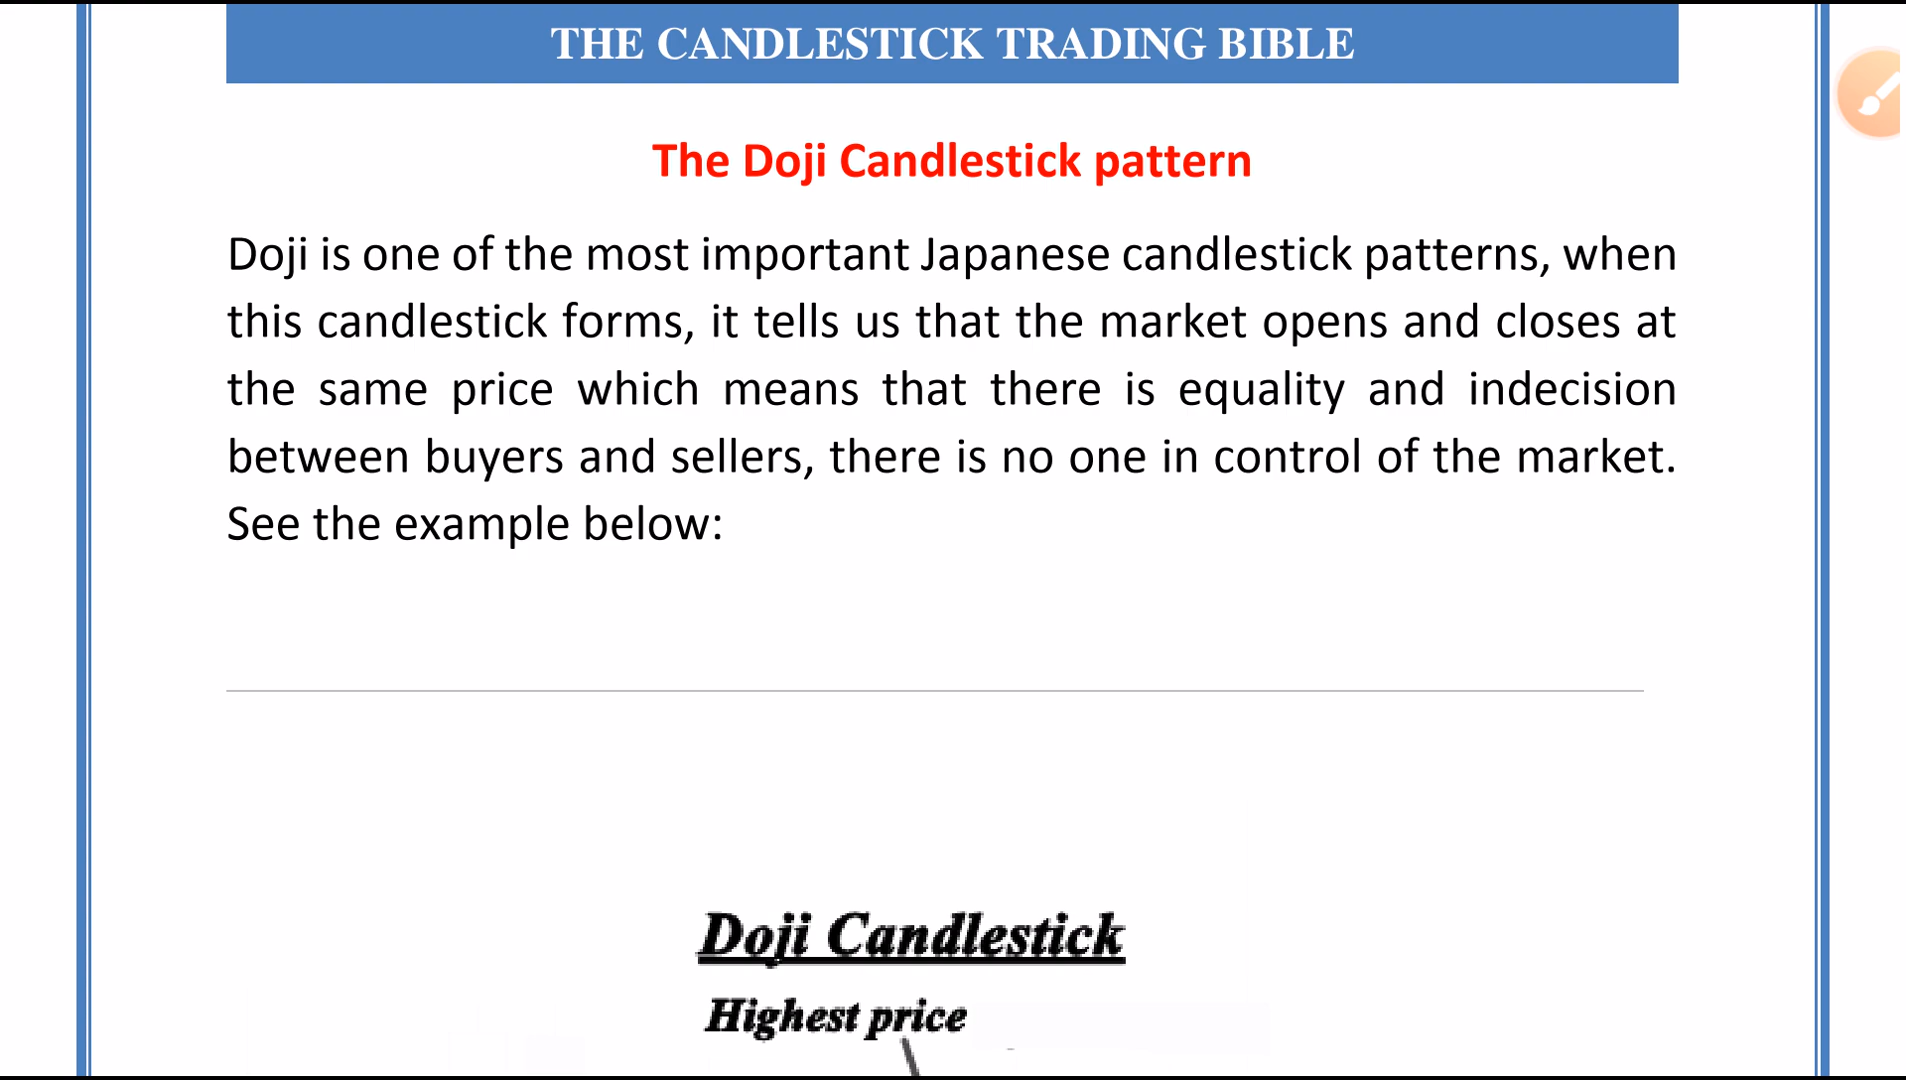 THE CANDLESTICK TRADING BIBLE
The Doji Candlestick pattern
Doji is one of the most important Japanese candlestick patterns, when
this candlestick forms, it tells us that the market opens and closes at
the same price which means that there is equality and indecision
between buyers and sellers, there is no one in control of the market.
See the example below:
Doji Candlestick
Highest price